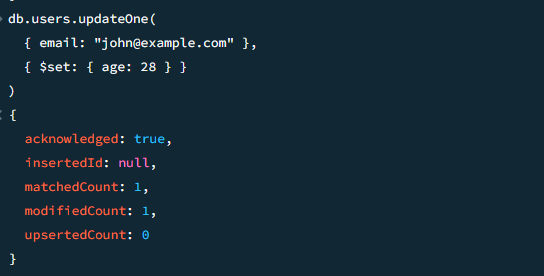 db.users.updateOne(
{ email: "john@example.com" },
{ $set: { age: 28 } }
)
{
acknowledged: true,
insertedId: null,
matchedCount: 1,
modifiedCount: 1,
upsertedCount: 0
}